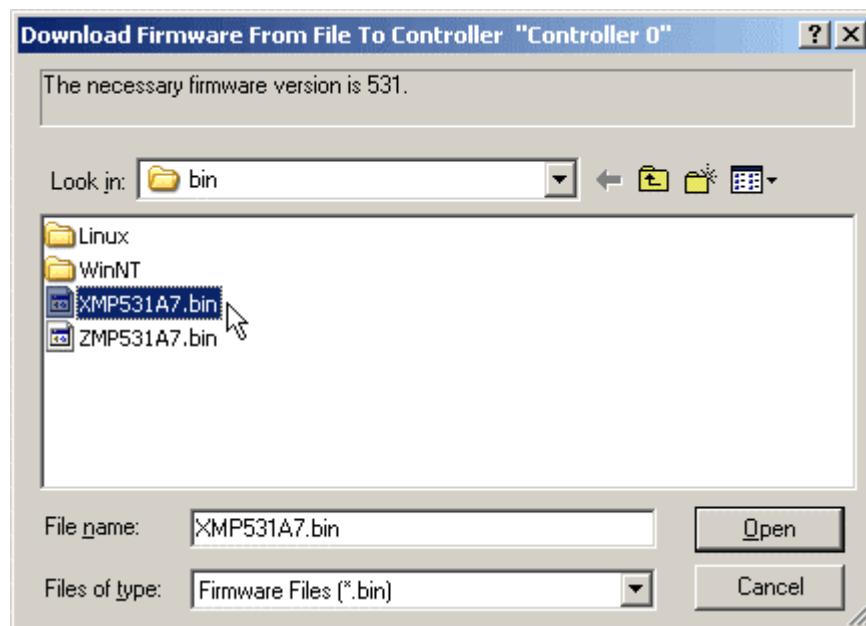 Download Firmware From File To Controller "Controller 0"
The necessary firmware version is 531.
Look in: bin
Linux
WinNT
XMP531A7.bin
ZMP531A7.bin
File name: XMP531A7.bin Open
Files of type: Firmware Files (*.bin) Cancel